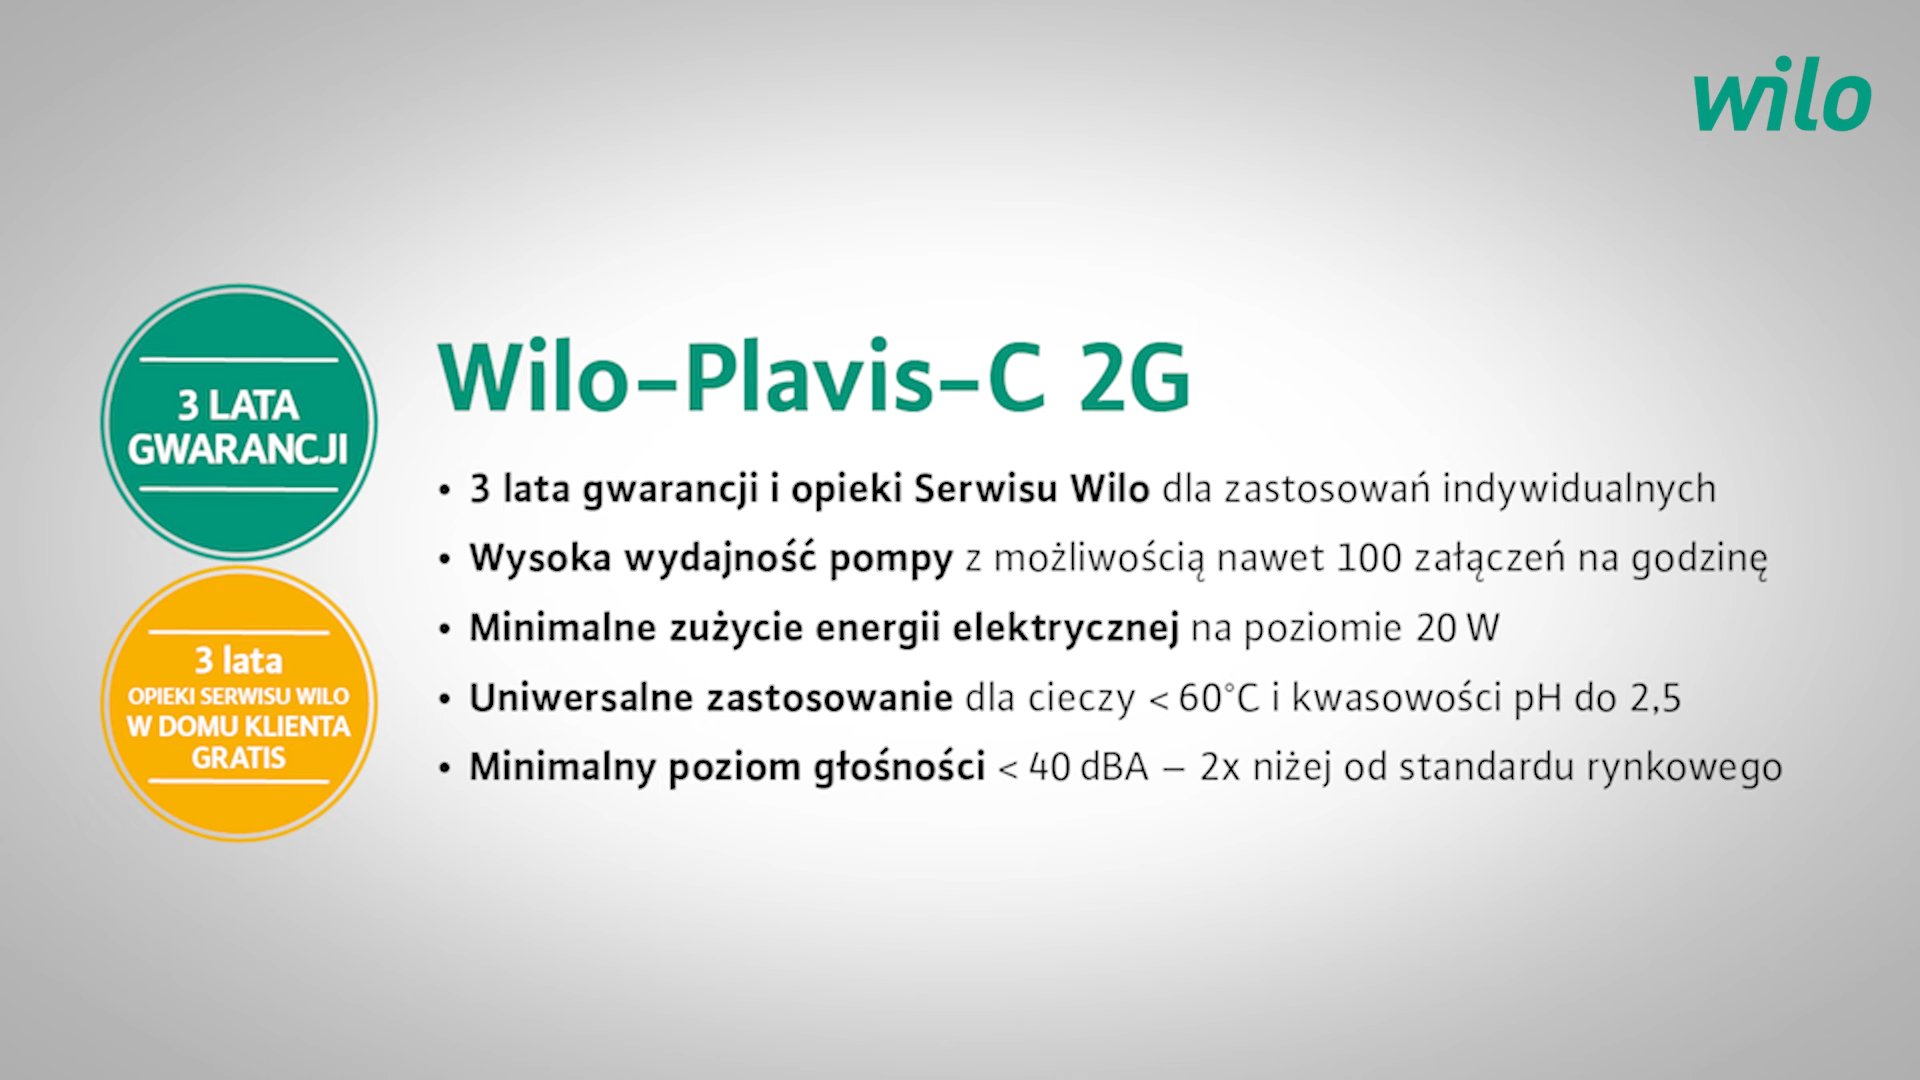 wilo
3 LATA
GWARANCJI
3 lata
OPIEKI SERWISU WILO
W DOMU KLIENTA
GRATIS
Wilo–Plavis–C 2G
• 3 lata gwarancji i opieki Serwisu Wilo dla zastosowań indywidualnych
• Wysoka wydajność pompy z możliwością nawet 100 załączeń na godzinę
• Minimalne zużycie energii elektrycznej na poziomie 20 W
• Uniwersalne zastosowanie dla cieczy < 60°C i kwasowości pH do 2,5
• Minimalny poziom głośności < 40 dBA – 2x niżej od standardu rynkowego